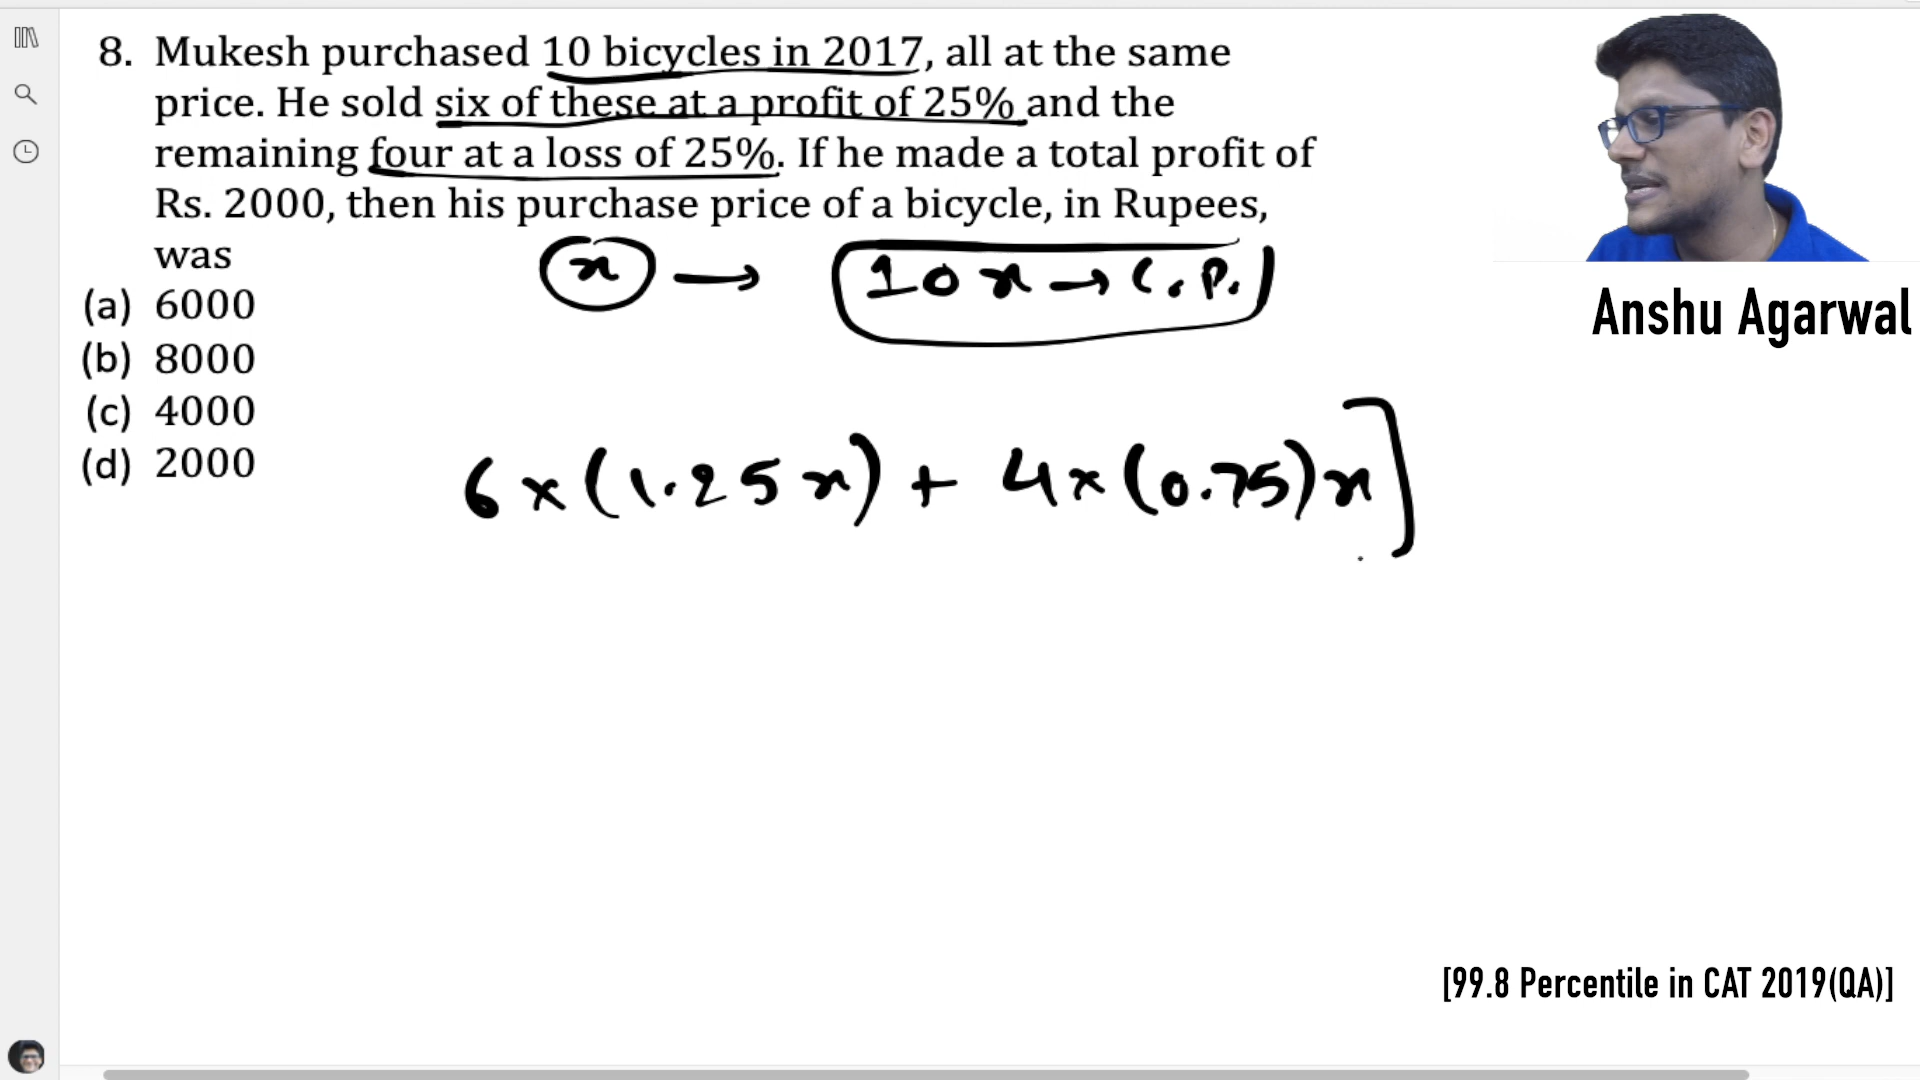 8. Mukesh purchased 10 bicycles in 2017, all at the same
price. He sold six of these at a profit of 25% and the
remaining four at a loss of 25%. If he made a total profit of
Rs. 2000, then his purchase price of a bicycle, in Rupees,
was
x → 10x → C.P.
(a) 6000
(b) 8000
(c) 4000
(d) 2000
6×(1.25x) + 4×(0.75)x]
Anshu Agarwal
[99.8 Percentile in CAT 2019(QA)]